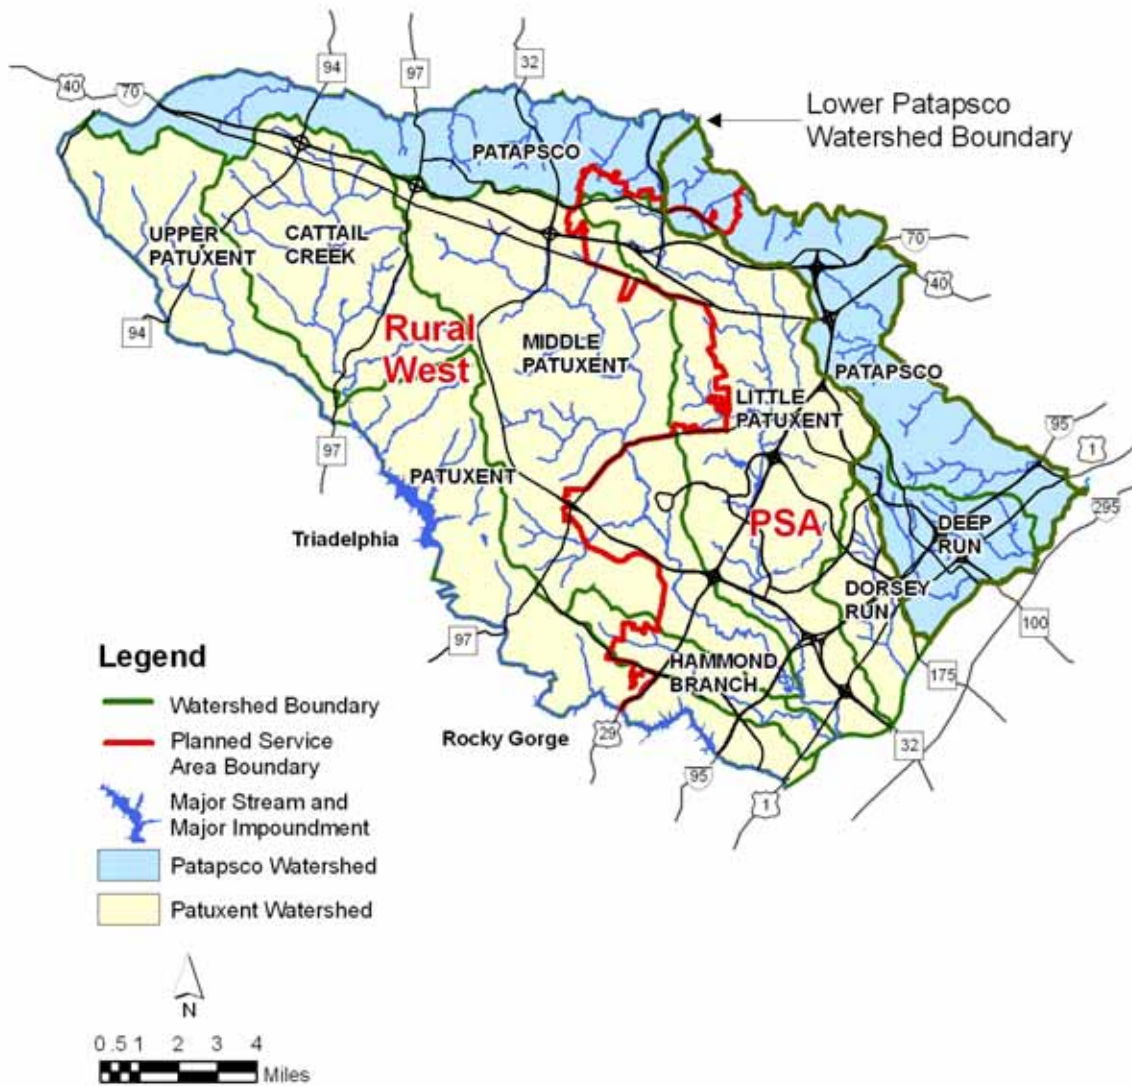 94
97
32
40
70
Lower Patapsco
Watershed Boundary
PATAPSCO
UPPER
PATUXENT
CATTAIL
CREEK
70
40
94
Rural
West
MIDDLE
PATUXENT
PATAPSCO
LITTLE
PATUXENT
95
1
97
PATUXENT
295
PSA
DEEP
RUN
Triadelphia
DORSEY
RUN
100
97
175
HAMMOND
BRANCH
Rocky Gorge
29
32
95
1
Legend
Watershed Boundary
Planned Service
Area Boundary
Major Stream and
Major Impoundment
Patapsco Watershed
Patuxent Watershed
N
0 .5 1 2 3 4
Miles